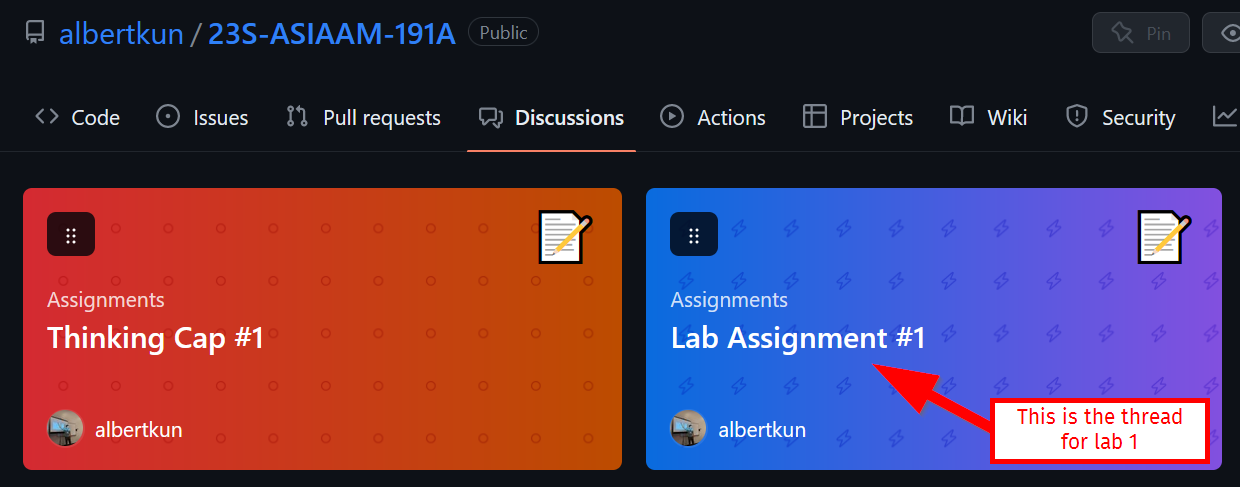 albertkun / 23S-ASIAAM-191A Public Pin
Code Issues Pull requests Discussions Actions Projects Wiki Security
Assignments
Thinking Cap #1
albertkun
Assignments
Lab Assignment #1
albertkun
This is the thread
for lab 1